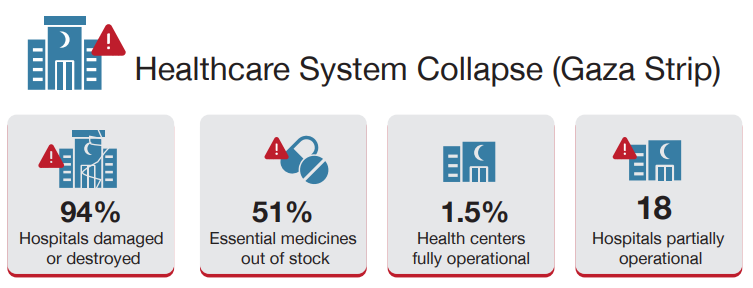 Healthcare System Collapse (Gaza Strip)
94%
Hospitals damaged
or destroyed
51%
Essential medicines
out of stock
1.5%
Health centers
fully operational
18
Hospitals partially
operational